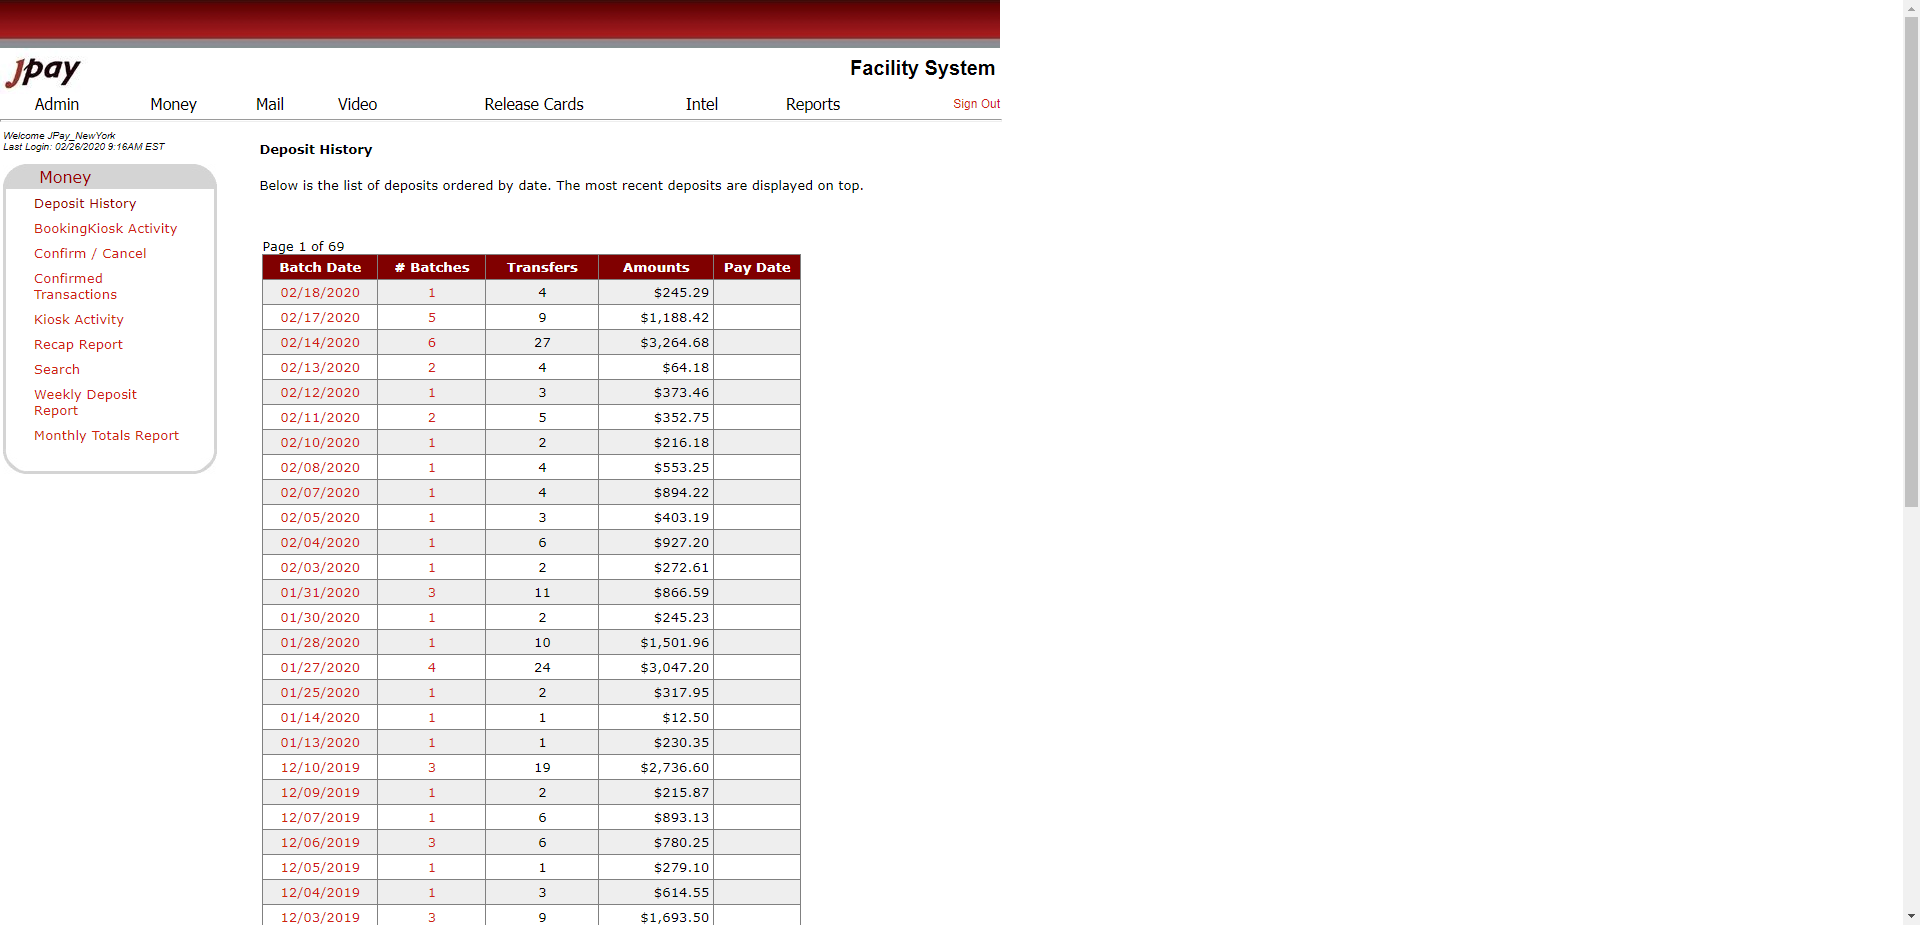 JPay
Facility System
Admin Money Mail Video Release Cards Intel Reports Sign Out
Welcome JPay_NewYork
Last Login: 02/26/2020 9:16AM EST
Money
Deposit History
BookingKiosk Activity
Confirm / Cancel
Confirmed
Transactions
Kiosk Activity
Recap Report
Search
Weekly Deposit
Report
Monthly Totals Report
Deposit History
Below is the list of deposits ordered by date. The most recent deposits are displayed on top.
Page 1 of 69
Batch Date # Batches Transfers Amounts Pay Date
02/18/2020 1 4 $245.29
02/17/2020 5 9 $1,188.42
02/14/2020 6 27 $3,264.68
02/13/2020 2 4 $64.18
02/12/2020 1 3 $373.46
02/11/2020 2 5 $352.75
02/10/2020 1 2 $216.18
02/08/2020 1 4 $553.25
02/07/2020 1 4 $894.22
02/05/2020 1 3 $403.19
02/04/2020 1 6 $927.20
02/03/2020 1 2 $272.61
01/31/2020 3 11 $866.59
01/30/2020 1 2 $245.23
01/28/2020 1 10 $1,501.96
01/27/2020 4 24 $3,047.20
01/25/2020 1 2 $317.95
01/14/2020 1 1 $12.50
01/13/2020 1 1 $230.35
12/10/2019 3 19 $2,736.60
12/09/2019 1 2 $215.87
12/07/2019 1 6 $893.13
12/06/2019 3 6 $780.25
12/05/2019 1 1 $279.10
12/04/2019 1 3 $614.55
12/03/2019 3 9 $1,693.50